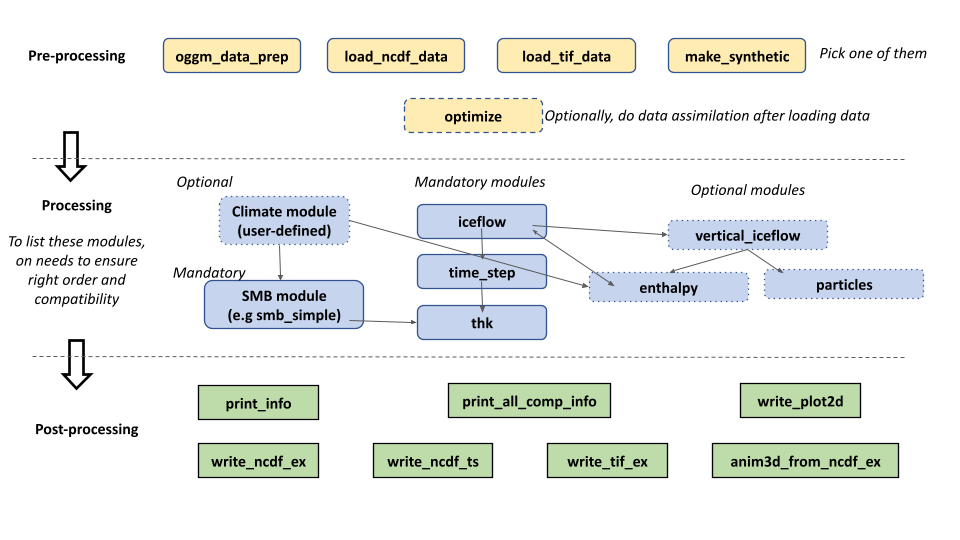 Pre-processing
oggm_data_prep
load_ncdf_data
load_tif_data
make_synthetic
Pick one of them
optimize
Optionally, do data assimilation after loading data
Processing
To list these modules,
on needs to ensure
right order and
compatibility
Optional
Mandatory modules
Optional modules
Climate module
(user-defined)
iceflow
vertical_iceflow
Mandatory
time_step
enthalpy
particles
SMB module
(e.g smb_simple)
thk
Post-processing
print_info
print_all_comp_info
write_plot2d
write_ncdf_ex
write_ncdf_ts
write_tif_ex
anim3d_from_ncdf_ex